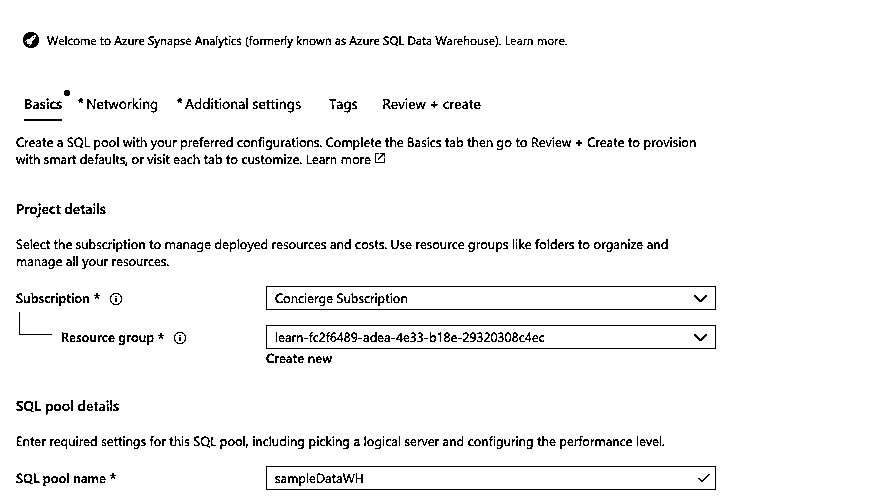 Welcome to Azure Synapse Analytics (formerly known as Azure SQL Data Warehouse). Learn more.
Basics * Networking * Additional settings Tags Review + create
Create a SQL pool with your preferred configurations. Complete the Basics tab then go to Review + Create to provision
with smart defaults, or visit each tab to customize. Learn more
Project details
Select the subscription to manage deployed resources and costs. Use resource groups like folders to organize and
manage all your resources.
Subscription * Concierge Subscription
Resource group * learn-fc2f6489-adea-4e33-b18e-29320308c4ec
Create new
SQL pool details
Enter required settings for this SQL pool, including picking a logical server and configuring the performance level.
SQL pool name * sampleDataWH